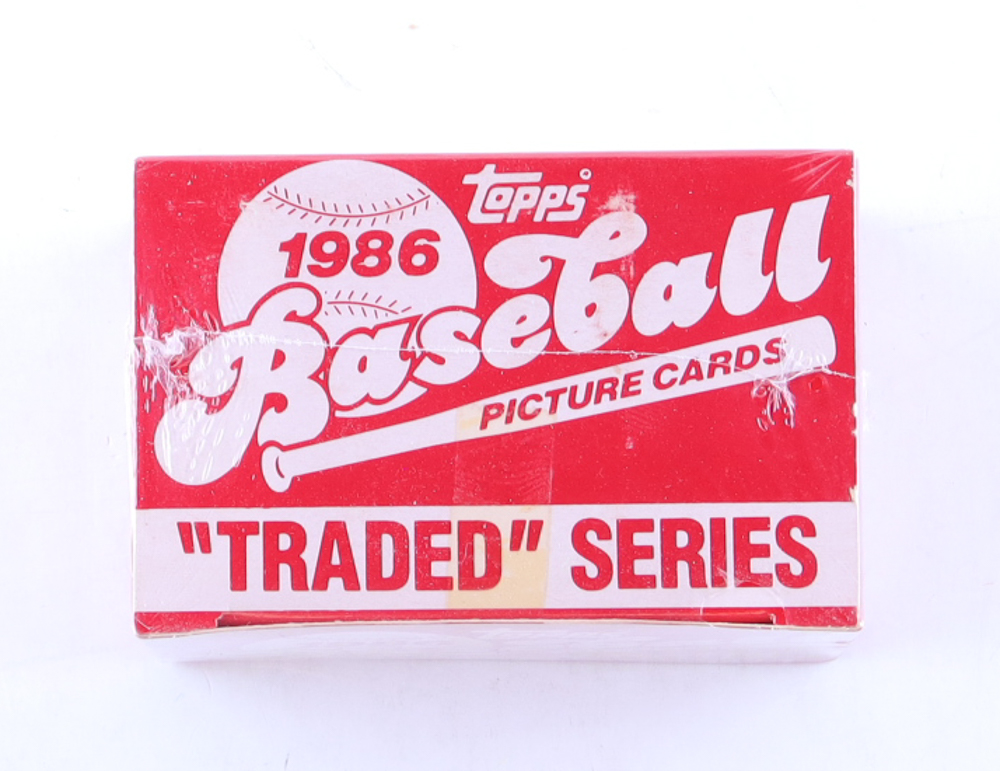 topps
1986
Baseball
PICTURE CARDS
"TRADED" SERIES